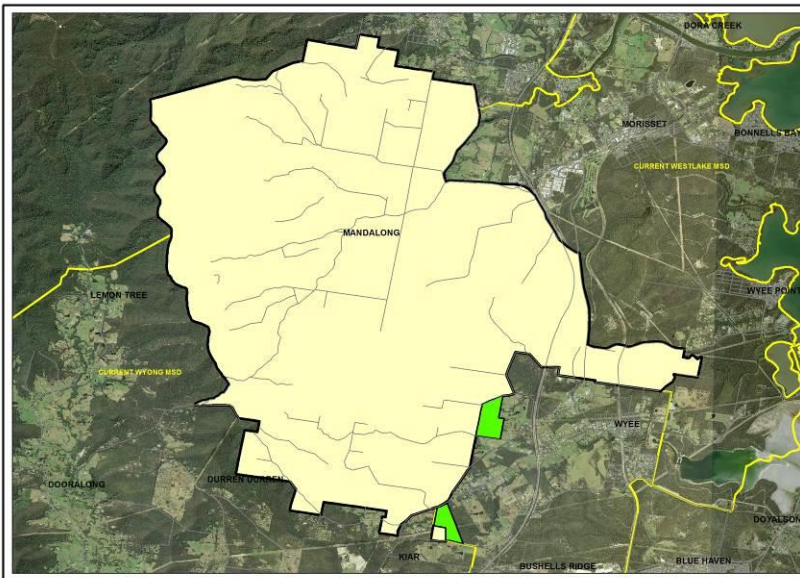 DORA CREEK
MORISSET
BONNELLS BAY
CURRENT WESTLAKE MSD
MANDALONG
LEMON TREE
WYEE POINT
CURRENT WYONG MSD
WYEE
DOORALONG
DURREN DURREN
DOYALSON
KIAR
BUSHELLS RIDGE
BLUE HAVEN